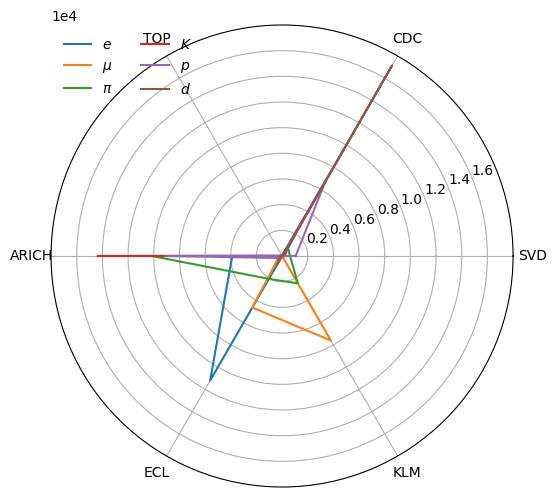 1e4
e K
μ p
π d
TOP
CDC
1.6
1.4
1.2
1.0
0.8
0.6
0.4
0.2
ARICH
SVD
ECL
KLM